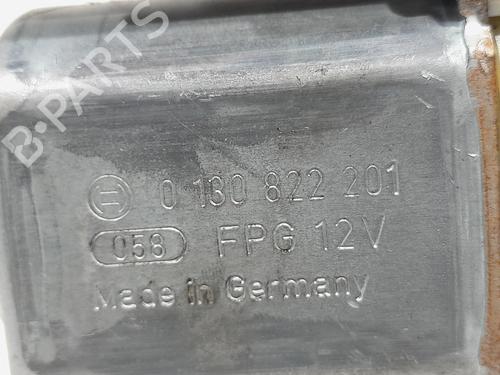 B-PARTS
0 130 822 201
058 FPG 12V
Made in Germany